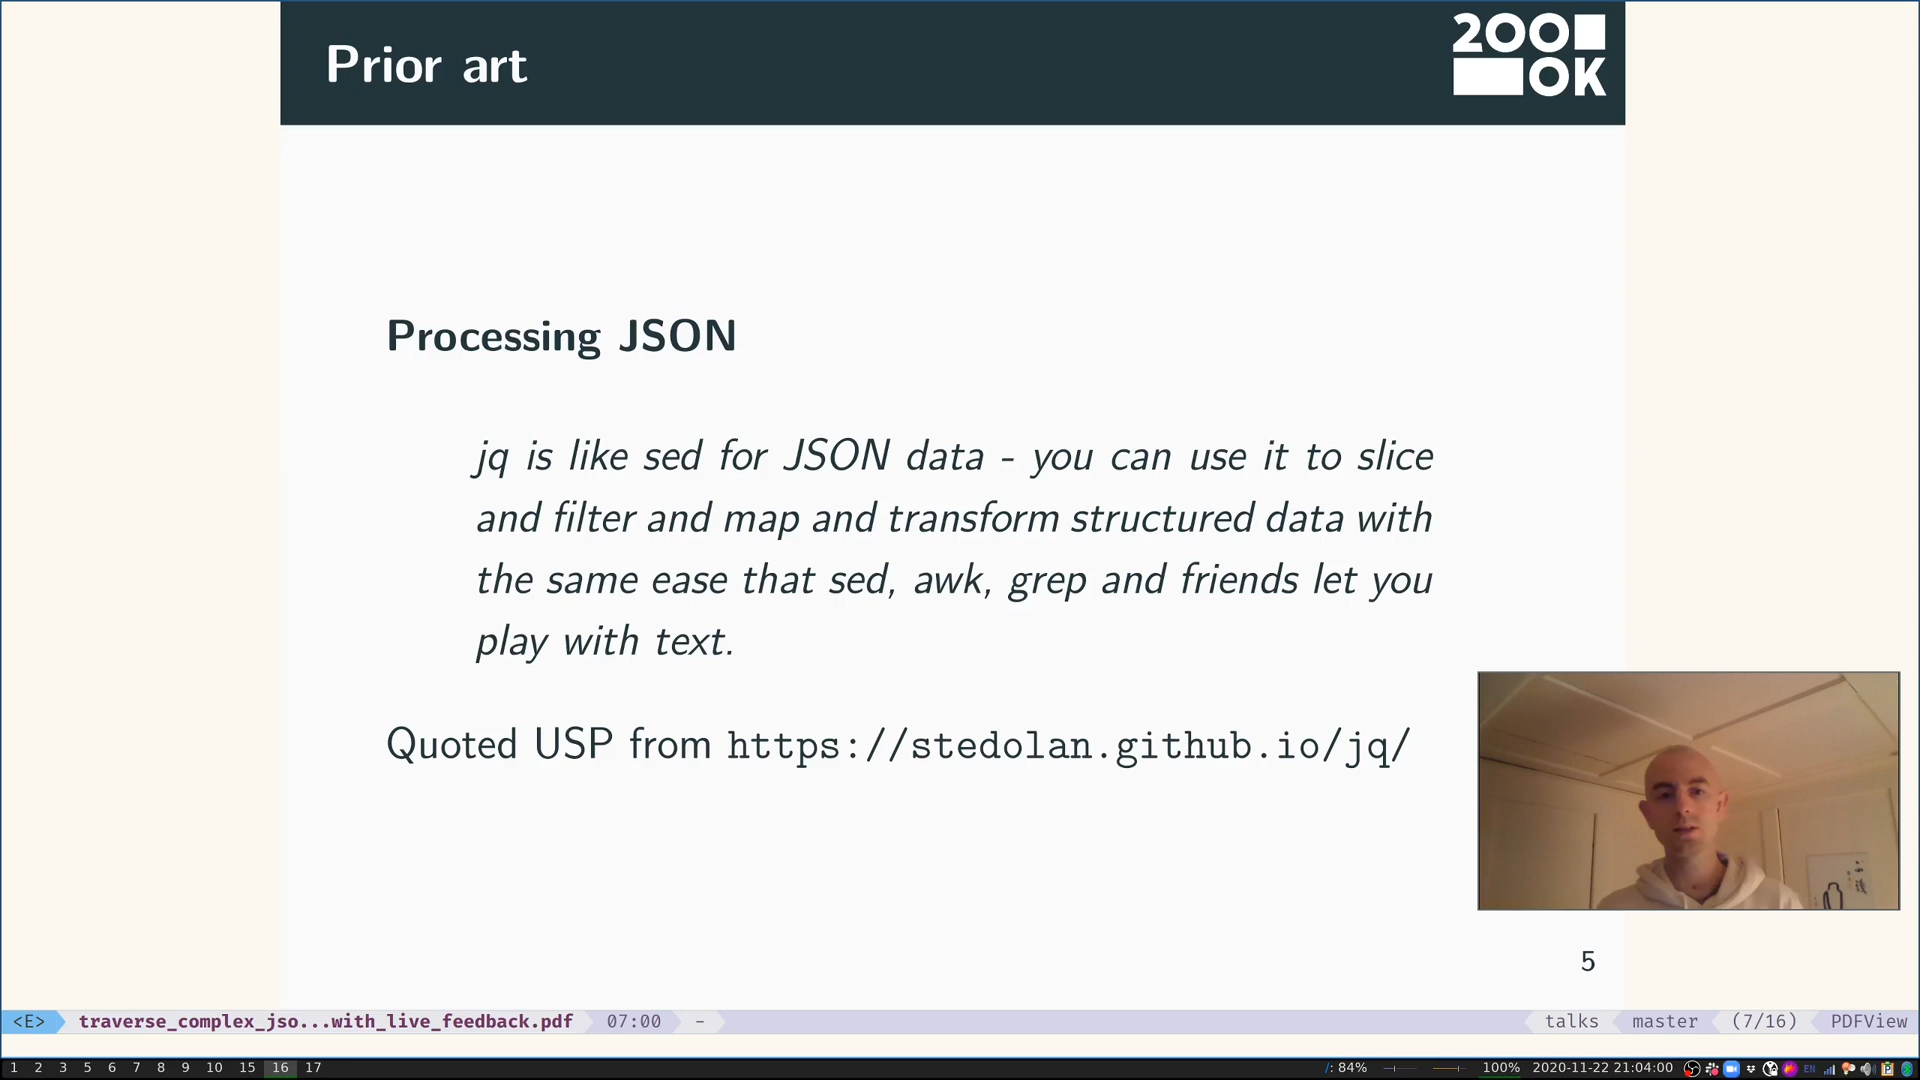 Prior art
200
OK
Processing JSON
jq is like sed for JSON data - you can use it to slice
and filter and map and transform structured data with
the same ease that sed, awk, grep and friends let you
play with text.
Quoted USP from https://stedolan.github.io/jq/
5
<E> traverse_complex_jso...with_live_feedback.pdf 07:00 - talks master (7/16) PDFView
1 2 3 5 6 7 8 9 10 15 16 17 /: 84% 100% 2020-11-22 21:04:00 EN